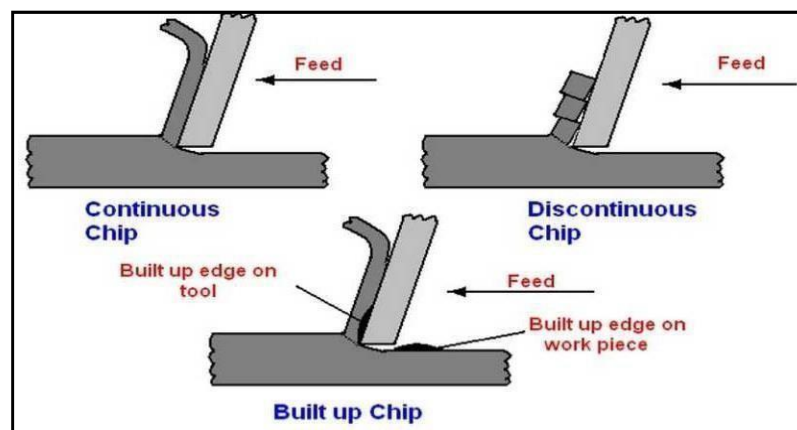 Feed
Feed
Continuous
Chip
Discontinuous
Chip
Built up edge on
tool
Feed
Built up edge on
work piece
Built up Chip